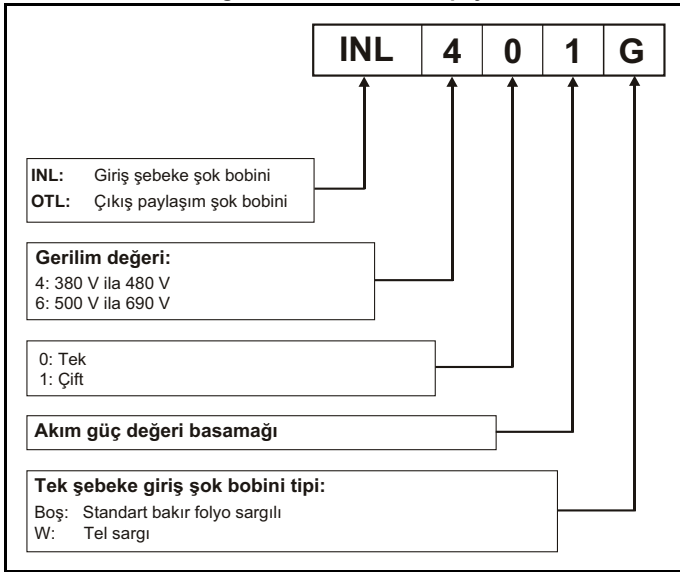 INL 4 0 1 G
INL: Giriş şebeke şok bobini
OTL: Çıkış paylaşım şok bobini
Gerilim değeri:
4: 380 V ila 480 V
6: 500 V ila 690 V
0: Tek
1: Çift
Akım güç değeri basamağı
Tek şebeke giriş şok bobini tipi:
Boş: Standart bakır folyo sargılı
W: Tel sargı